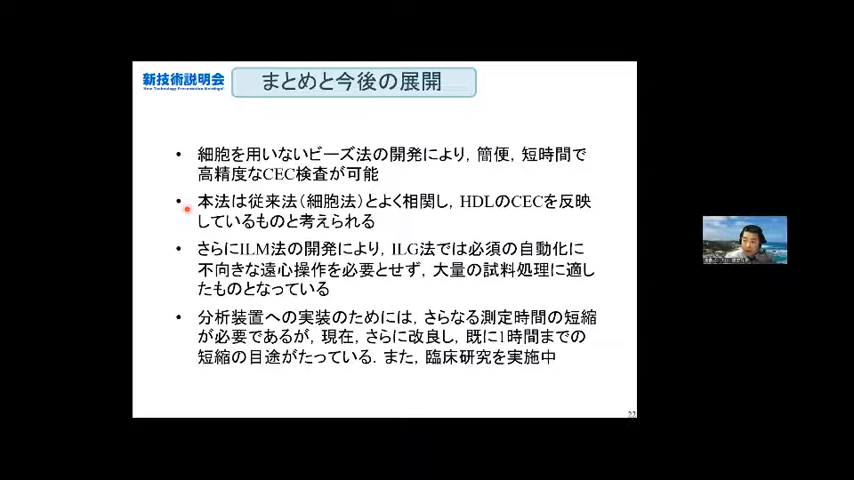 新技術説明会
New Technology Presentation Meetings!
まとめと今後の展開
• 細胞を用いないビーズ法の開発により，簡便，短時間で
高精度なCEC検査が可能
• 本法は従来法（細胞法）とよく相関し，HDLのCECを反映
しているものと考えられる
• さらにILM法の開発により，ILG法では必須の自動化に
不向きな遠心操作を必要とせず，大量の試料処理に適し
たものとなっている
• 分析装置への実装のためには，さらなる測定時間の短縮
が必要であるが，現在，さらに改良し，既に1時間までの
短縮の目途がたっている．また，臨床研究を実施中
22